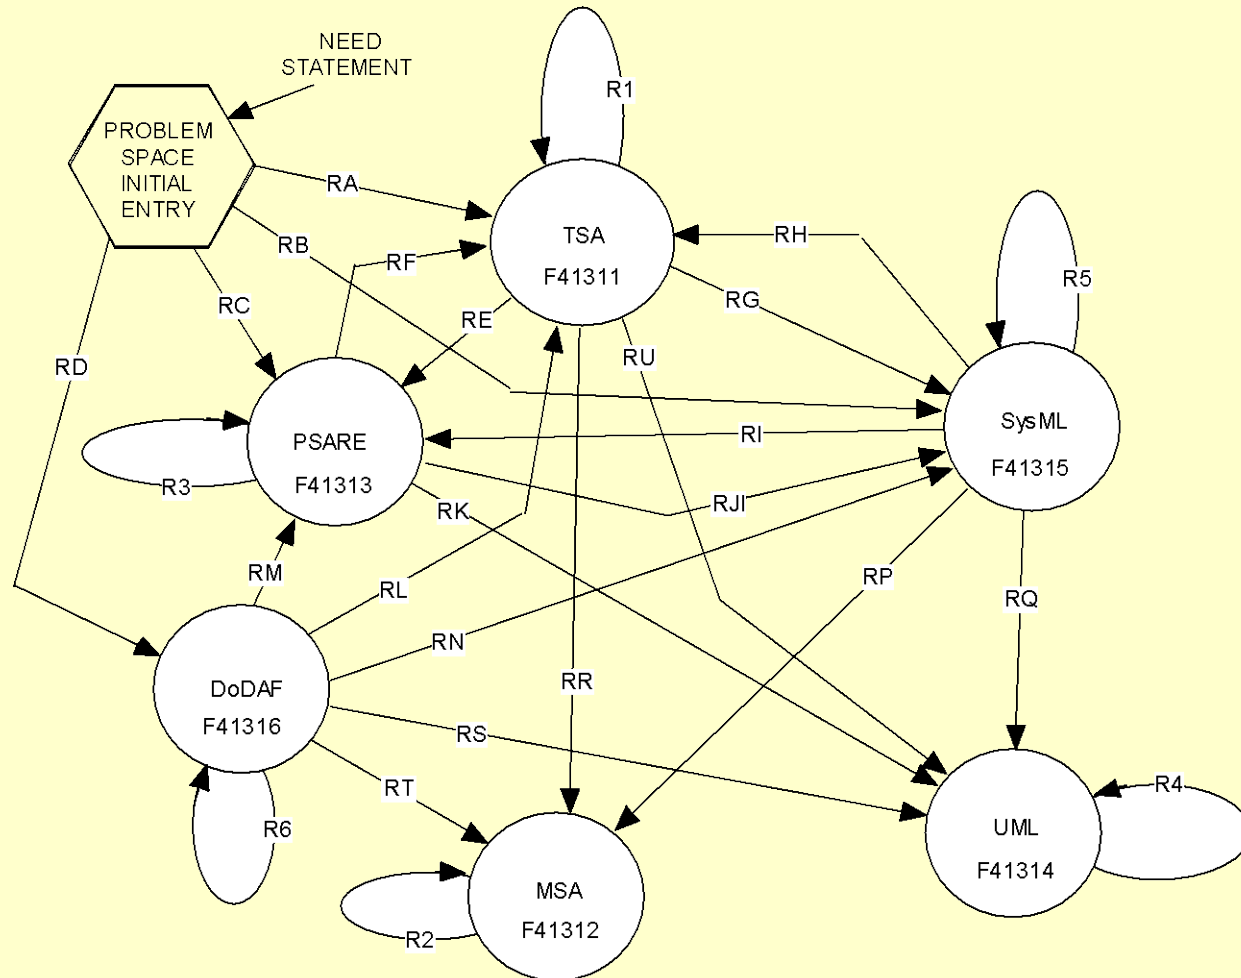 NEED
STATEMENT
PROBLEM
SPACE
INITIAL
ENTRY
R1
RA
TSA
F41311
RB
RF
RH
RC
RE
RG
RU
R5
RD
SysML
F41315
PSARE
F41313
R3
RI
RJI
RK
RM
RL
RN
RP
RQ
RR
DoDAF
F41316
RS
RT
R6
R4
UML
F41314
MSA
F41312
R2